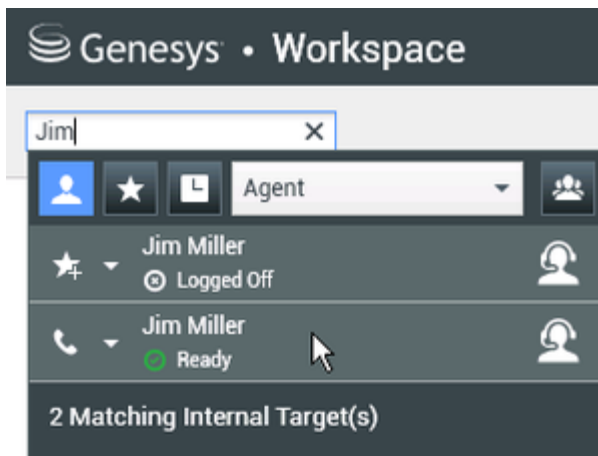 Genesys • Workspace
Jim
Agent
Jim Miller
Logged Off
Jim Miller
Ready
2 Matching Internal Target(s)